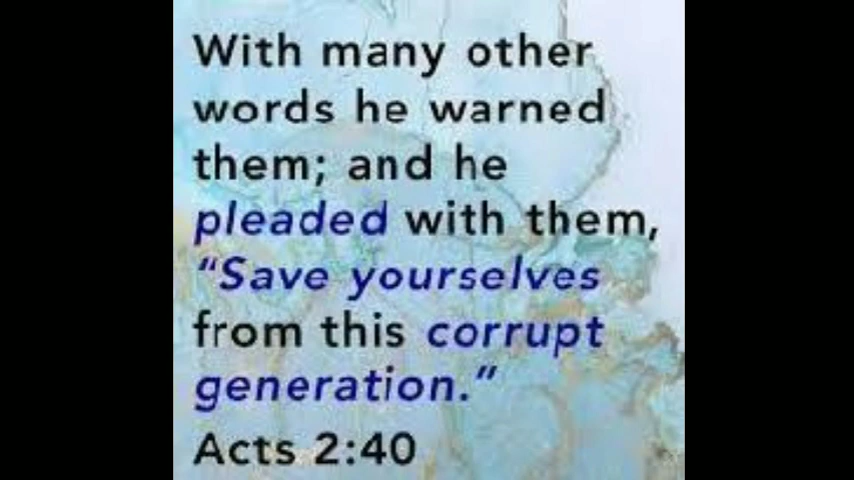 With many other
words he warned
them; and he
pleaded with them,
“Save yourselves
from this corrupt
generation.”
Acts 2:40